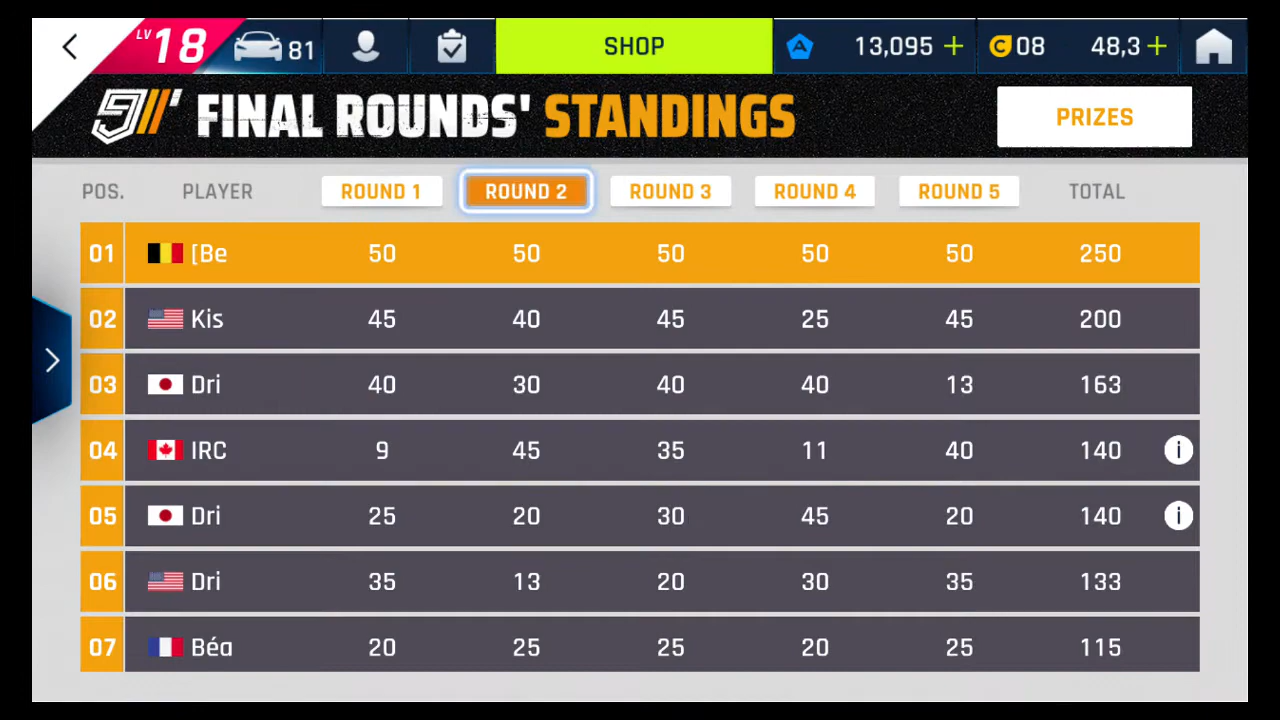 LV 18 81 SHOP 13,095 + C 08 48,3 +
FINAL ROUNDS' STANDINGS PRIZES
POS. PLAYER ROUND 1 ROUND 2 ROUND 3 ROUND 4 ROUND 5 TOTAL
01 [Be 50 50 50 50 50 250
02 Kis 45 40 45 25 45 200
03 Dri 40 30 40 40 13 163
04 IRC 9 45 35 11 40 140 i
05 Dri 25 20 30 45 20 140 i
06 Dri 35 13 20 30 35 133
07 Béa 20 25 25 20 25 115